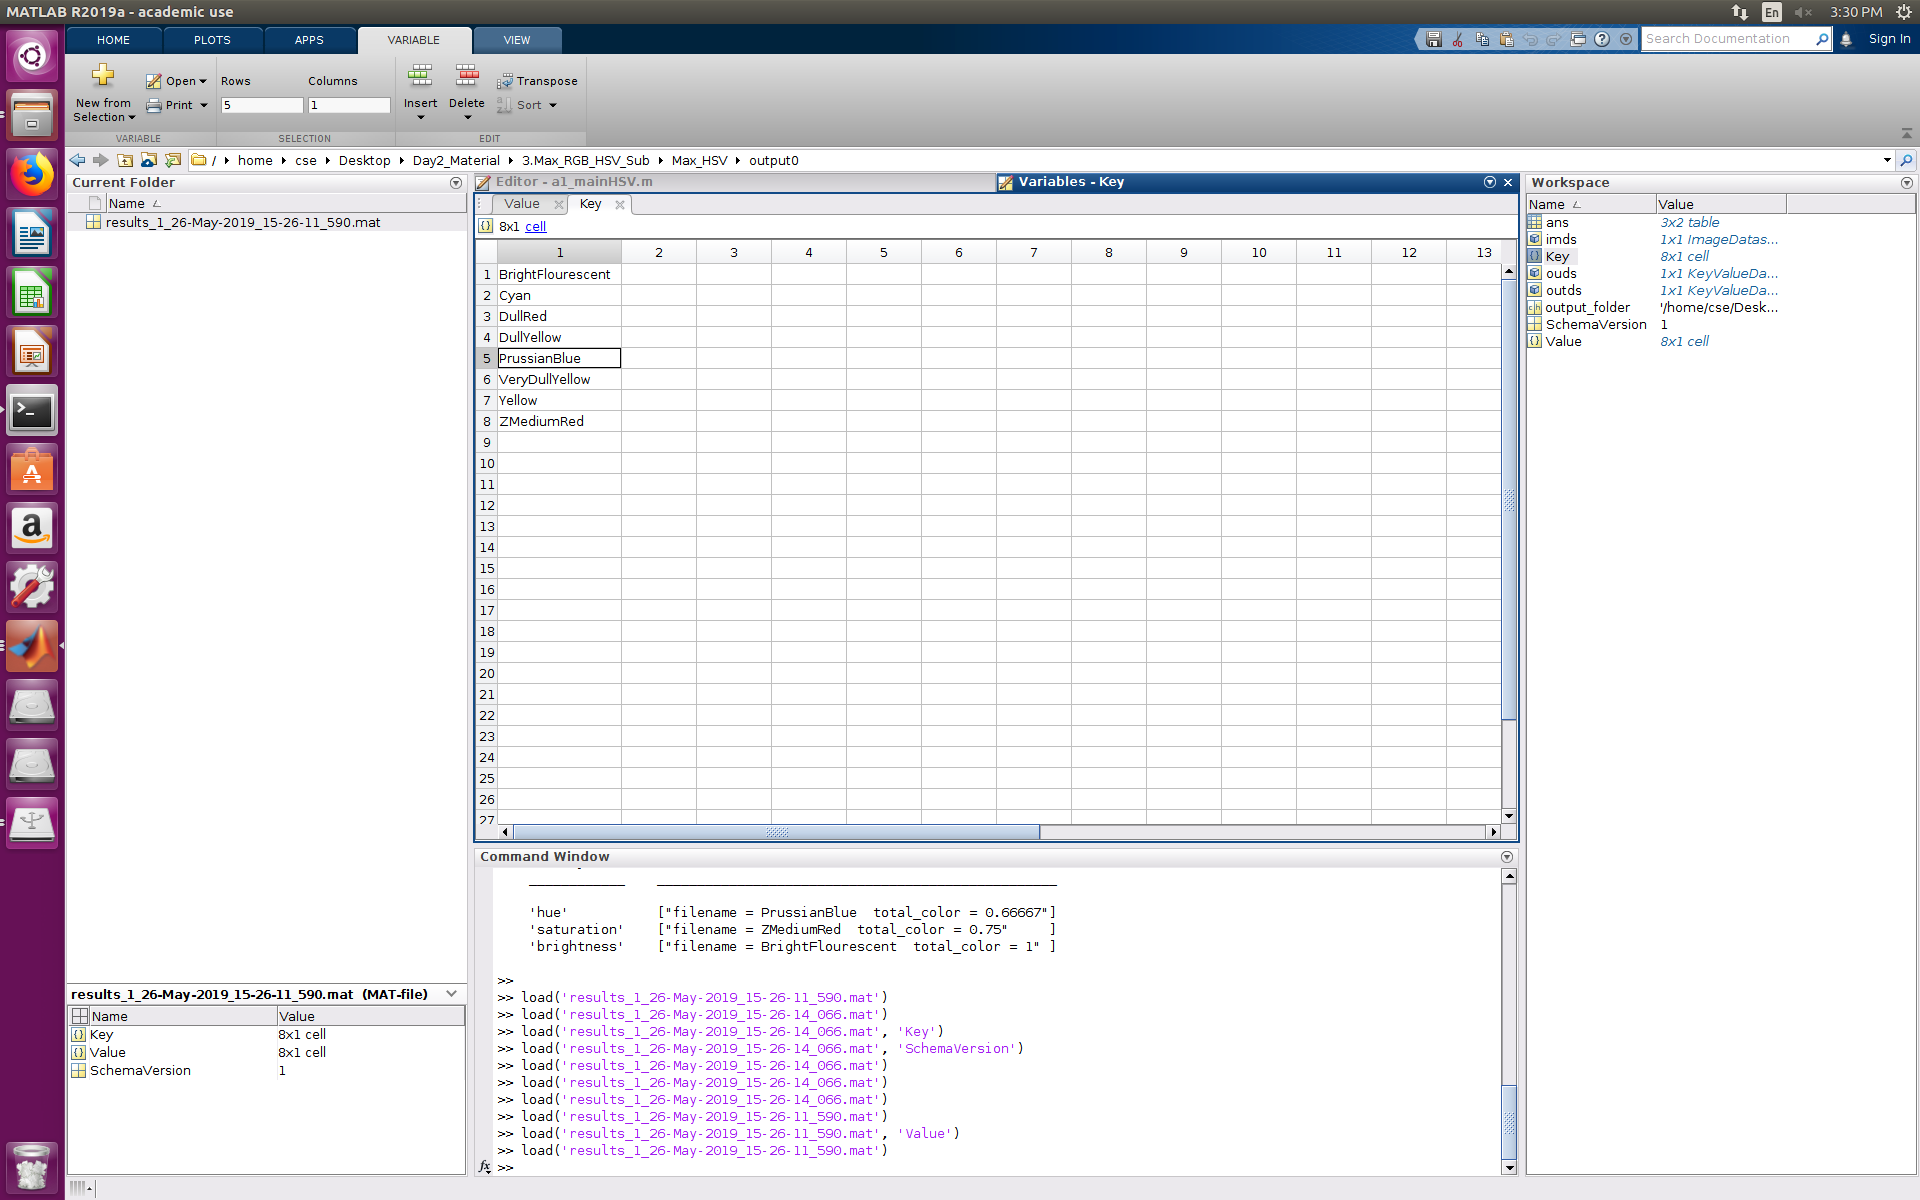 MATLAB R2019a - academic use
En
3:30 PM
HOME
PLOTS
APPS
VARIABLE
VIEW
Search Documentation
Sign In
New from
Selection
Open
Print
Rows
Columns
5
1
Insert
Delete
Transpose
Sort
VARIABLE
SELECTION
EDIT
/ home cse Desktop Day2_Material 3.Max_RGB_HSV_Sub Max_HSV output0
Current Folder
Name
results_1_26-May-2019_15-26-11_590.mat
results_1_26-May-2019_15-26-11_590.mat (MAT-file)
Name Value
Key 8x1 cell
Value 8x1 cell
SchemaVersion 1
Editor - a1_mainHSV.m
Variables - Key
Value
Key
8x1 cell
1 2 3 4 5 6 7 8 9 10 11 12 13
1 BrightFlourescent
2 Cyan
3 DullRed
4 DullYellow
5 PrussianBlue
6 VeryDullYellow
7 Yellow
8 ZMediumRed
9
10
11
12
13
14
15
16
17
18
19
20
21
22
23
24
25
26
27
Command Window
'hue' ["filename = PrussianBlue total_color = 0.66667"]
'saturation' ["filename = ZMediumRed total_color = 0.75" ]
'brightness' ["filename = BrightFlourescent total_color = 1" ]
>>
>> load('results_1_26-May-2019_15-26-11_590.mat')
>> load('results_1_26-May-2019_15-26-14_066.mat')
>> load('results_1_26-May-2019_15-26-14_066.mat', 'Key')
>> load('results_1_26-May-2019_15-26-14_066.mat', 'SchemaVersion')
>> load('results_1_26-May-2019_15-26-14_066.mat')
>> load('results_1_26-May-2019_15-26-14_066.mat')
>> load('results_1_26-May-2019_15-26-14_066.mat')
>> load('results_1_26-May-2019_15-26-11_590.mat')
>> load('results_1_26-May-2019_15-26-11_590.mat', 'Value')
>> load('results_1_26-May-2019_15-26-11_590.mat')
fx >>
Workspace
Name Value
ans 3x2 table
imds 1x1 ImageDatas...
Key 8x1 cell
ouds 1x1 KeyValueDa...
outds 1x1 KeyValueDa...
output_folder '/home/cse/Desk...
SchemaVersion 1
Value 8x1 cell